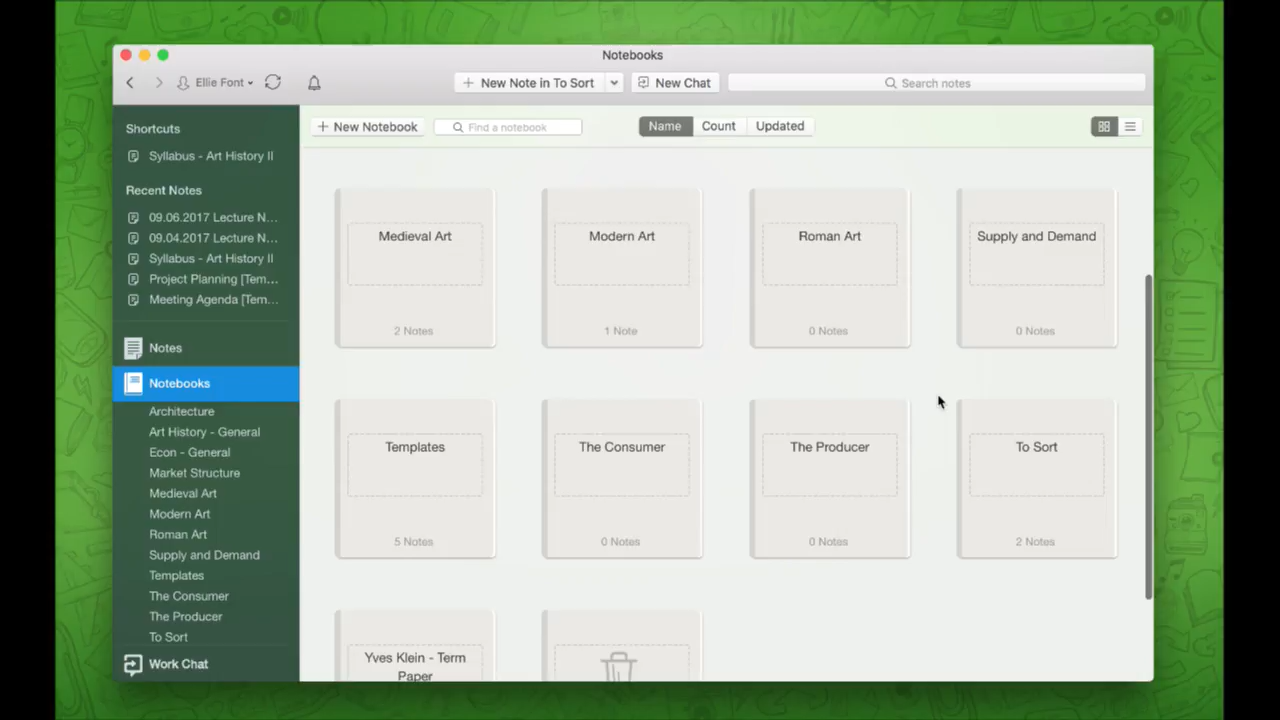 Notebooks
Ellie Font
New Note in To Sort
New Chat
Search notes
Shortcuts
Syllabus - Art History II
Recent Notes
09.06.2017 Lecture N...
09.04.2017 Lecture N...
Syllabus - Art History II
Project Planning [Tem...
Meeting Agenda [Tem...
Notes
Notebooks
Architecture
Art History - General
Econ - General
Market Structure
Medieval Art
Modern Art
Roman Art
Supply and Demand
Templates
The Consumer
The Producer
To Sort
Work Chat
New Notebook
Find a notebook
Name
Count
Updated
Medieval Art
2 Notes
Modern Art
1 Note
Roman Art
0 Notes
Supply and Demand
0 Notes
Templates
5 Notes
The Consumer
0 Notes
The Producer
0 Notes
To Sort
2 Notes
Yves Klein - Term
Paper